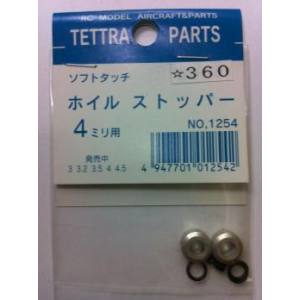 RC MODEL AIRCRAFT&PARTS
TETTRA PARTS
ソフトタッチ
☆360
ホイル ストッパー
4ミリ用
NO,1254
発売中
3 3.2 3.5 4 4.5
4 947701 012542